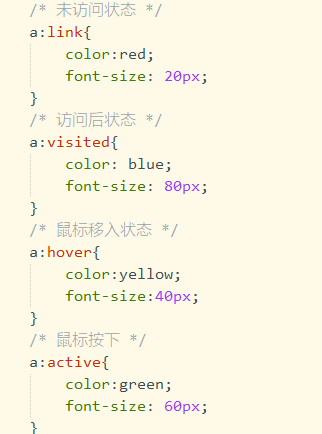 /* 未访问状态 */
a:link{
color:red;
font-size: 20px;
}
/* 访问后状态 */
a:visited{
color: blue;
font-size: 80px;
}
/* 鼠标移入状态 */
a:hover{
color:yellow;
font-size:40px;
}
/* 鼠标按下 */
a:active{
color:green;
font-size: 60px;
}